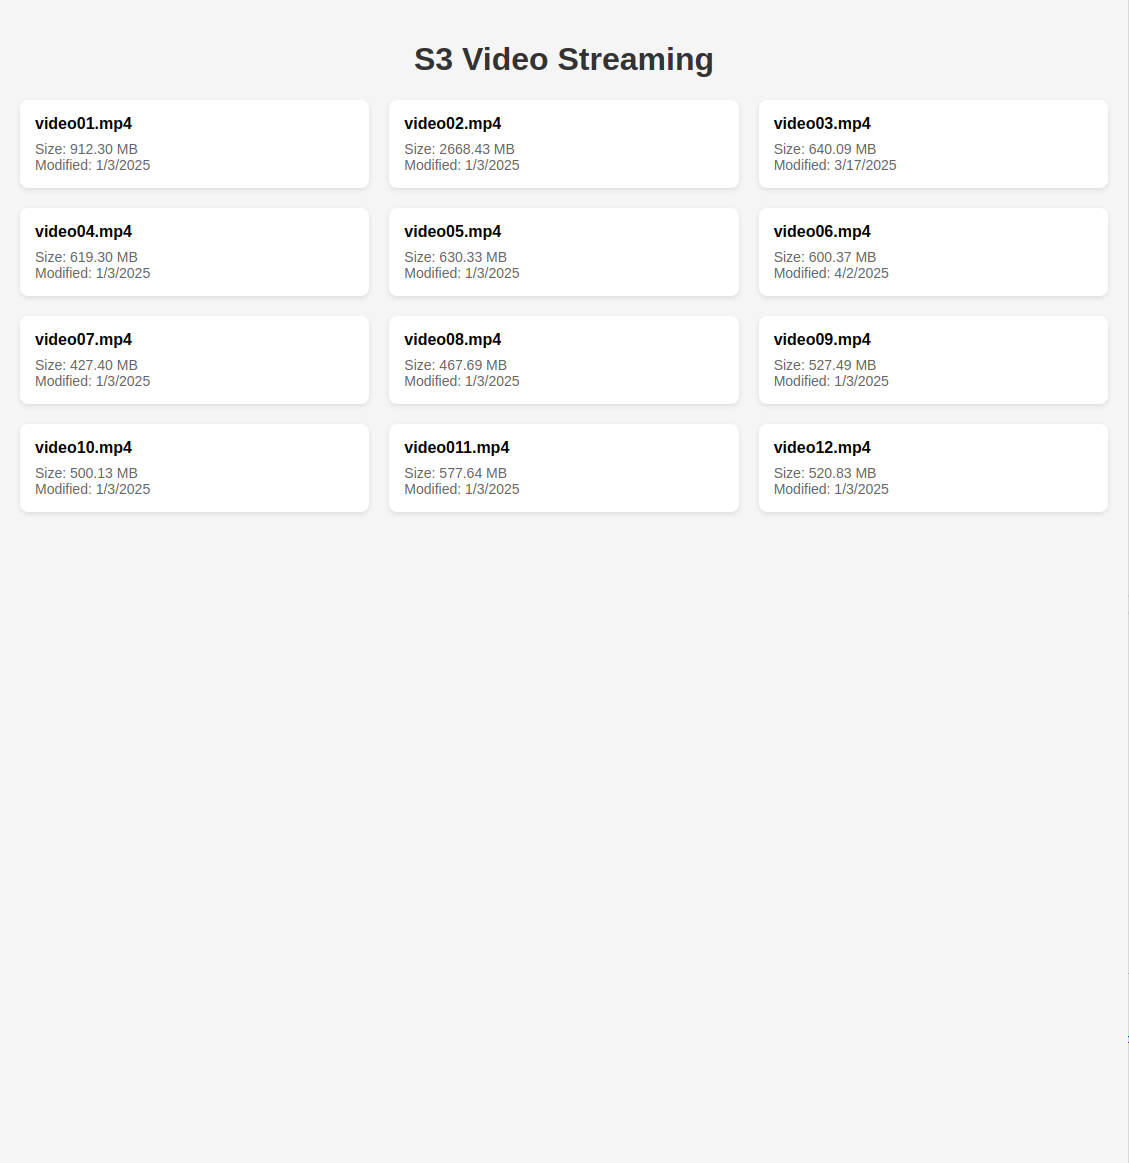 S3 Video Streaming
video01.mp4
Size: 912.30 MB
Modified: 1/3/2025
video02.mp4
Size: 2668.43 MB
Modified: 1/3/2025
video03.mp4
Size: 640.09 MB
Modified: 3/17/2025
video04.mp4
Size: 619.30 MB
Modified: 1/3/2025
video05.mp4
Size: 630.33 MB
Modified: 1/3/2025
video06.mp4
Size: 600.37 MB
Modified: 4/2/2025
video07.mp4
Size: 427.40 MB
Modified: 1/3/2025
video08.mp4
Size: 467.69 MB
Modified: 1/3/2025
video09.mp4
Size: 527.49 MB
Modified: 1/3/2025
video10.mp4
Size: 500.13 MB
Modified: 1/3/2025
video011.mp4
Size: 577.64 MB
Modified: 1/3/2025
video12.mp4
Size: 520.83 MB
Modified: 1/3/2025